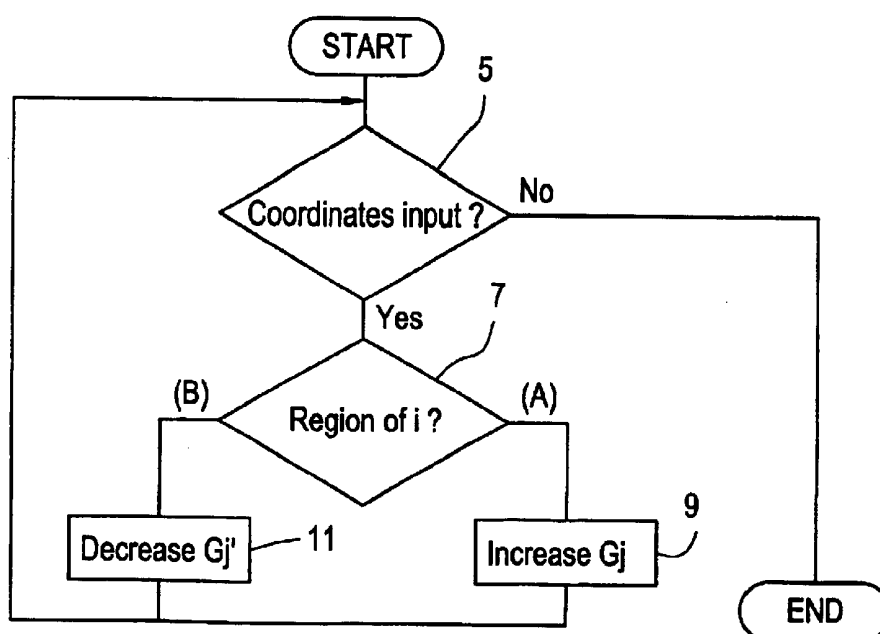 START
5
Coordinates input ?
No
Yes
7
(B)
(A)
Region of i ?
Decrease Gj'
11
Increase Gj
9
END